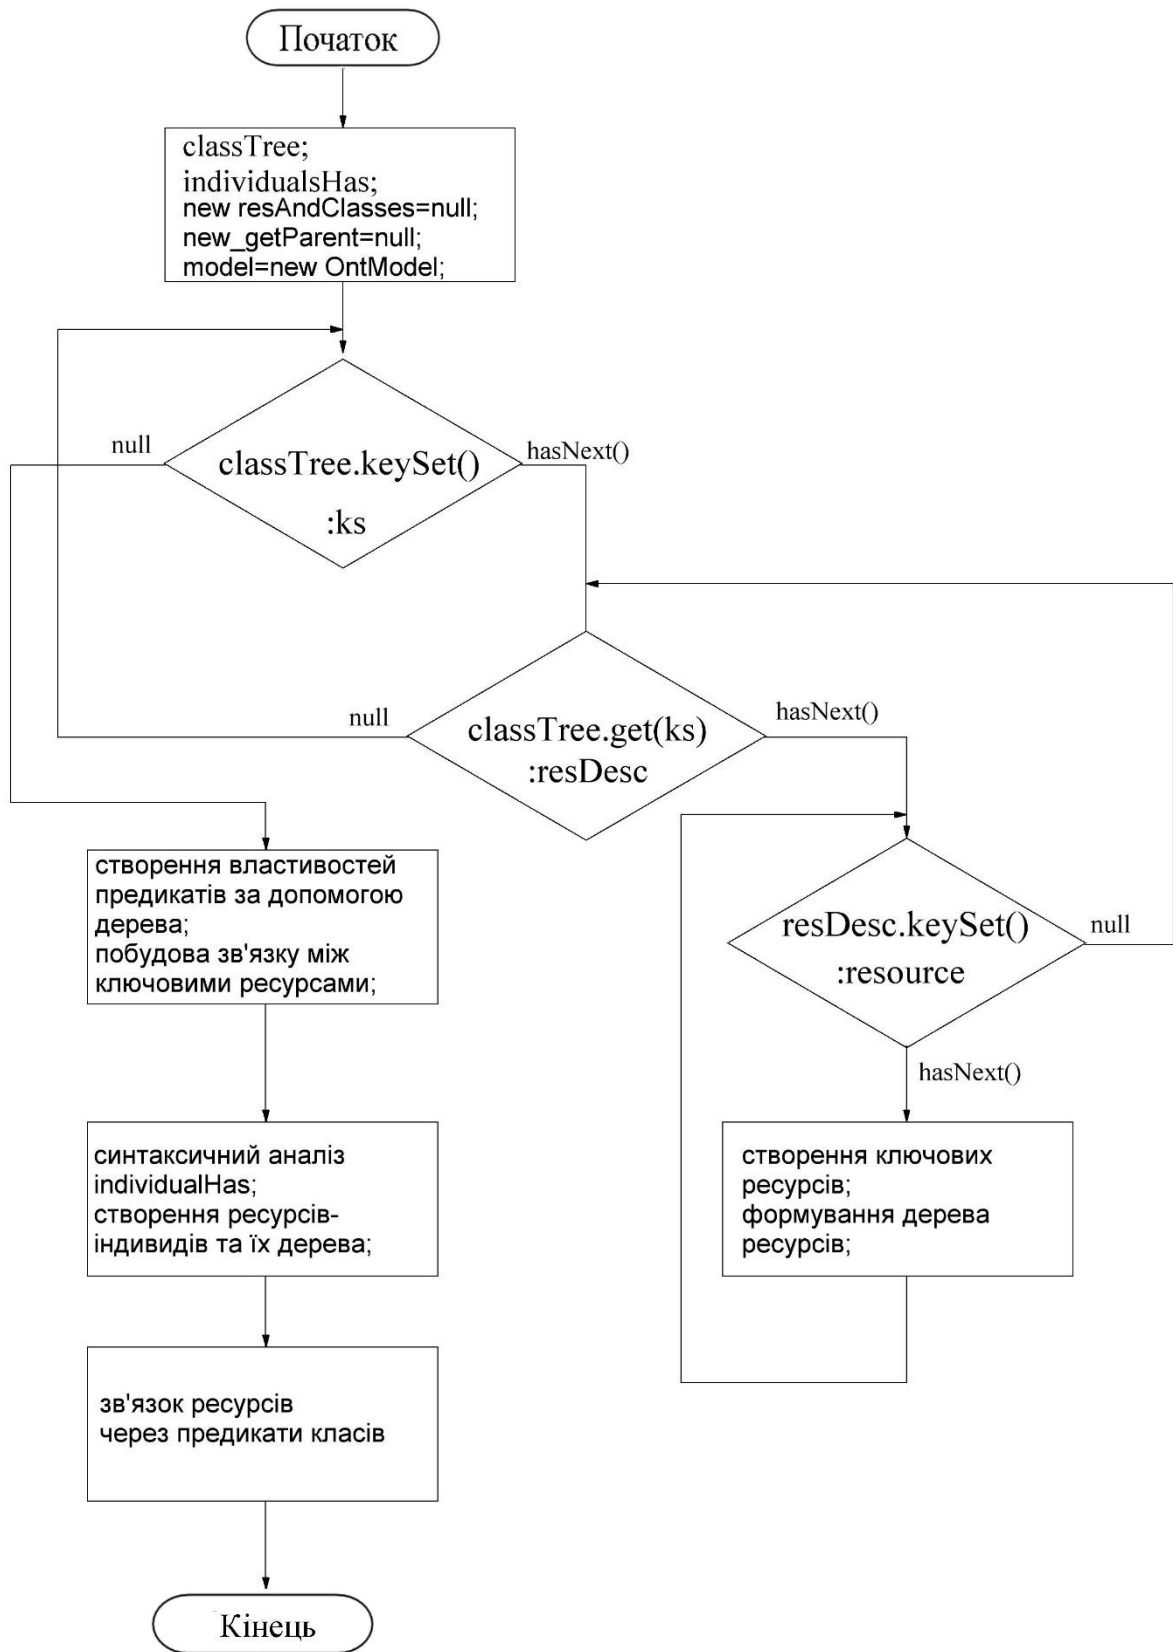 Початок
classTree;
individualsHas;
new resAndClasses=null;
new_getParent=null;
model=new OntModel;
null
hasNext()
classTree.keySet()
:ks
null
hasNext()
classTree.get(ks)
:resDesc
створення властивостей
предикатів за допомогою
дерева;
побудова зв'язку між
ключовими ресурсами;
resDesc.keySet()
:resource
null
hasNext()
синтаксичний аналіз
individualHas;
створення ресурсів-
індивидів та їх дерева;
створення ключових
ресурсів;
формування дерева
ресурсів;
зв'язок ресурсів
через предикати класів
Кінець